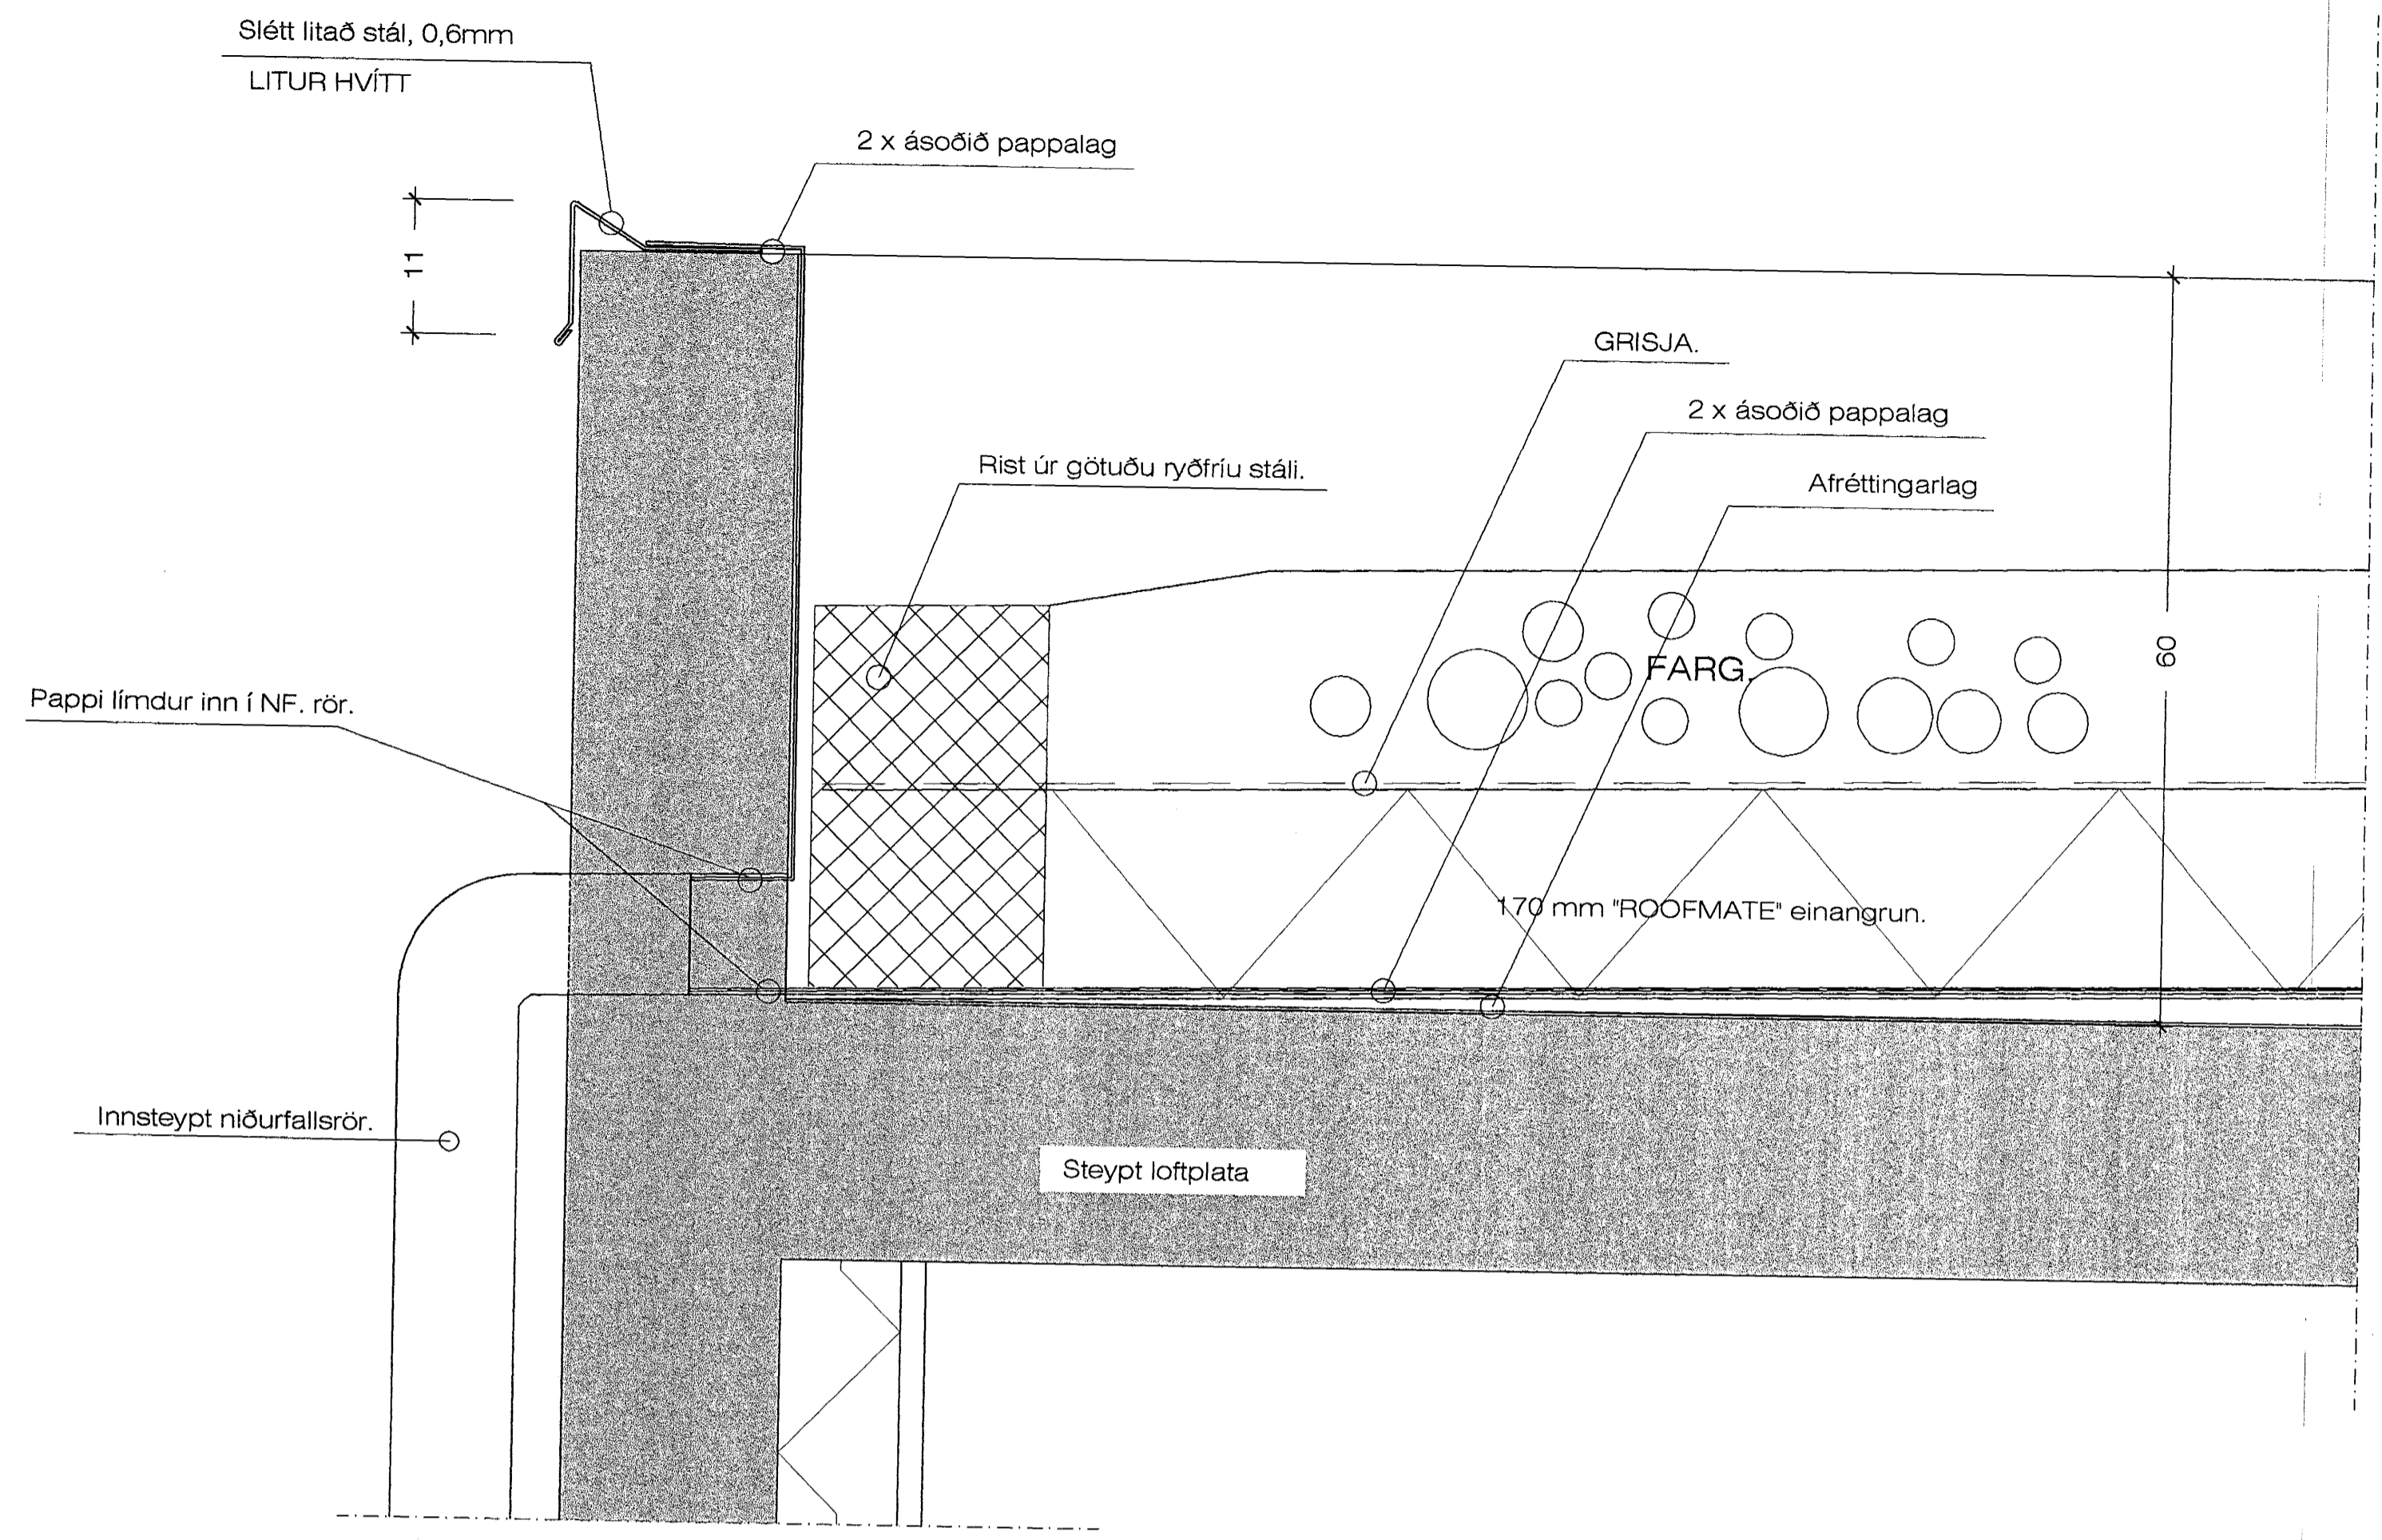 Slétt litað stál, 0,6mm
LITUR HVÍTT
2 x ásoðið pappalag
11
GRISJA.
2 x ásoðið pappalag
Rist úr götuðu ryðfríu stáli.
Afréttingarlag
60
FARG.
Pappi límdur inn í NF. rör.
170 mm "ROOFMATE" einangrun.
Innsteypt niðurfallsrör.
Steypt loftplata